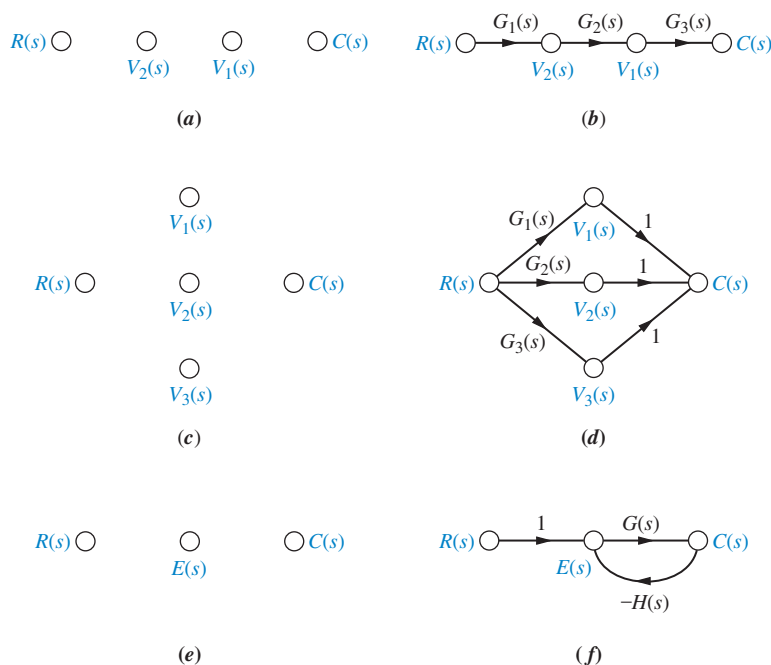 R(s) V2(s) V1(s) C(s)
(a)
G1(s) G2(s) G3(s)
R(s) V2(s) V1(s) C(s)
(b)
V1(s)
R(s) V2(s) C(s)
V3(s)
(c)
G1(s) V1(s) 1
R(s) G2(s) V2(s) 1 C(s)
G3(s) V3(s) 1
(d)
R(s) E(s) C(s)
(e)
1 G(s)
R(s) E(s) C(s)
–H(s)
(f)